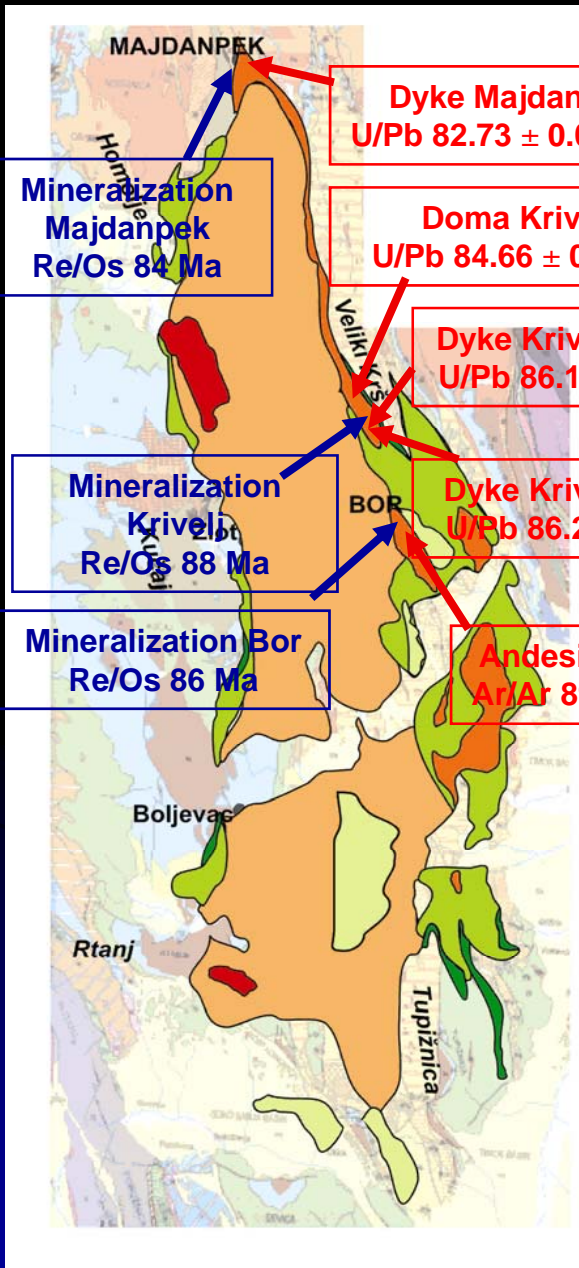 MAJDANPEK
Dyke Majdan
U/Pb 82.73 ± 0.
Homolje
Mineralization
Majdanpek
Re/Os 84 Ma
Doma Kriv
U/Pb 84.66 ± 0
Veliki Krš
Dyke Kriv
U/Pb 86.1
Mineralization
Krivelj
Re/Os 88 Ma
Zlot
Kučaj
BOR
Dyke Kriv
U/Pb 86.2
Mineralization Bor
Re/Os 86 Ma
Andesi
Ar/Ar 8
Boljevac
Rtanj
Tupižnica